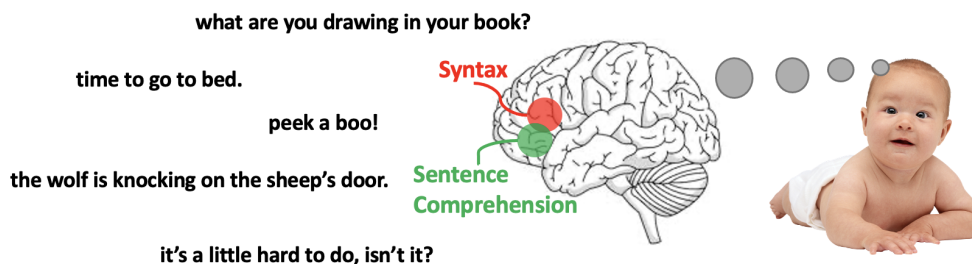 what are you drawing in your book?
time to go to bed.
peek a boo!
the wolf is knocking on the sheep's door.
it's a little hard to do, isn't it?
Syntax
Sentence
Comprehension